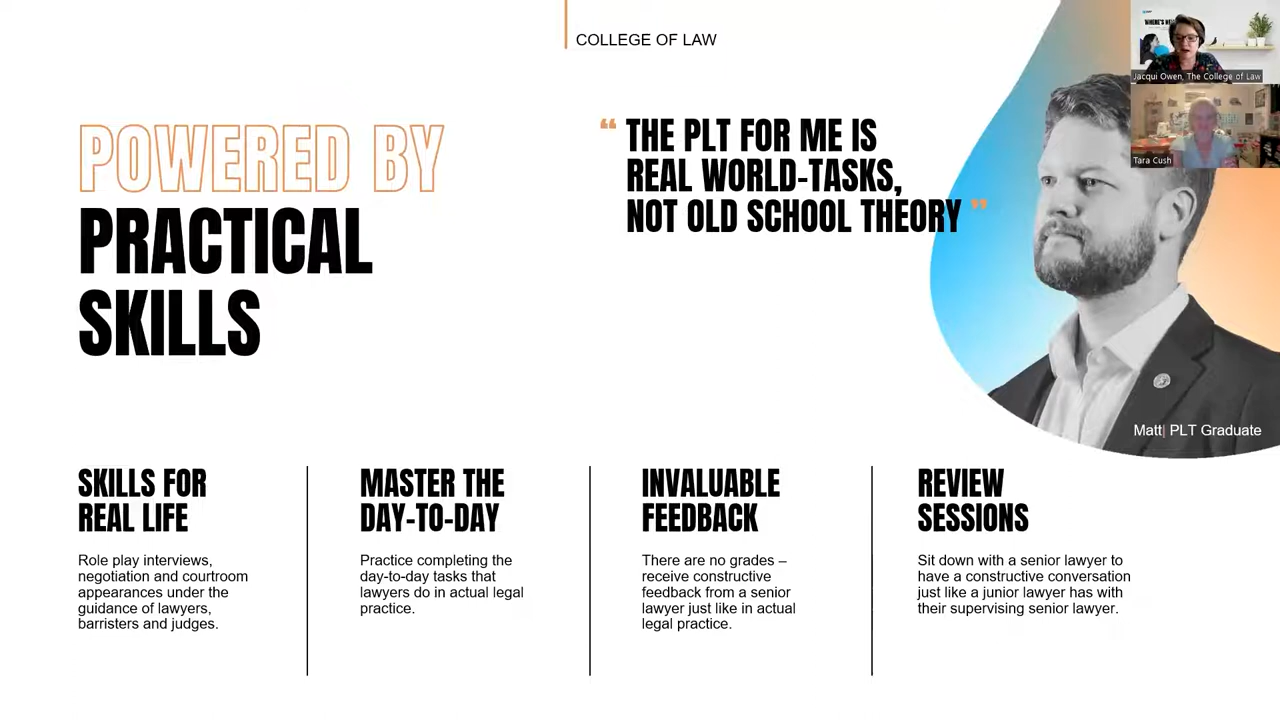 COLLEGE OF LAW
POWERED BY
PRACTICAL
SKILLS
“ THE PLT FOR ME IS
REAL WORLD-TASKS,
NOT OLD SCHOOL THEORY ”
Jacqui Owen, The College of Law
Tara Cush
Matt| PLT Graduate
SKILLS FOR
REAL LIFE
Role play interviews,
negotiation and courtroom
appearances under the
guidance of lawyers,
barristers and judges.
MASTER THE
DAY-TO-DAY
Practice completing the
day-to-day tasks that
lawyers do in actual legal
practice.
INVALUABLE
FEEDBACK
There are no grades –
receive constructive
feedback from a senior
lawyer just like in actual
legal practice.
REVIEW
SESSIONS
Sit down with a senior lawyer to
have a constructive conversation
just like a junior lawyer has with
their supervising senior lawyer.